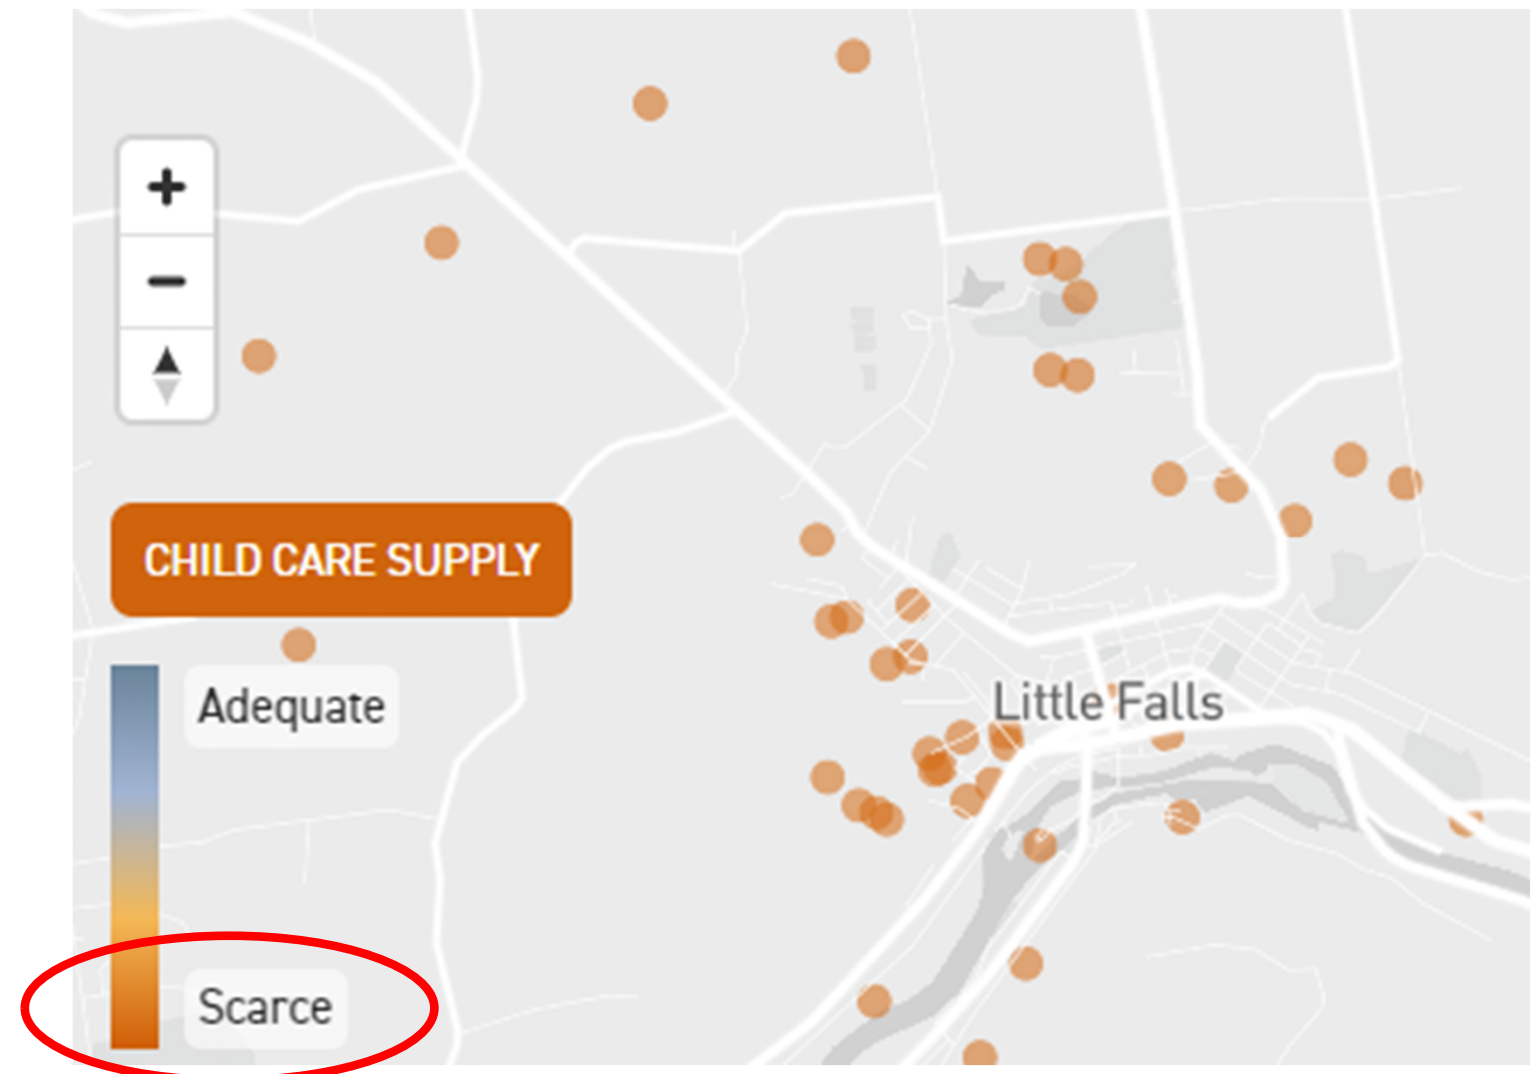 +
−
CHILD CARE SUPPLY
Adequate
Little Falls
Scarce